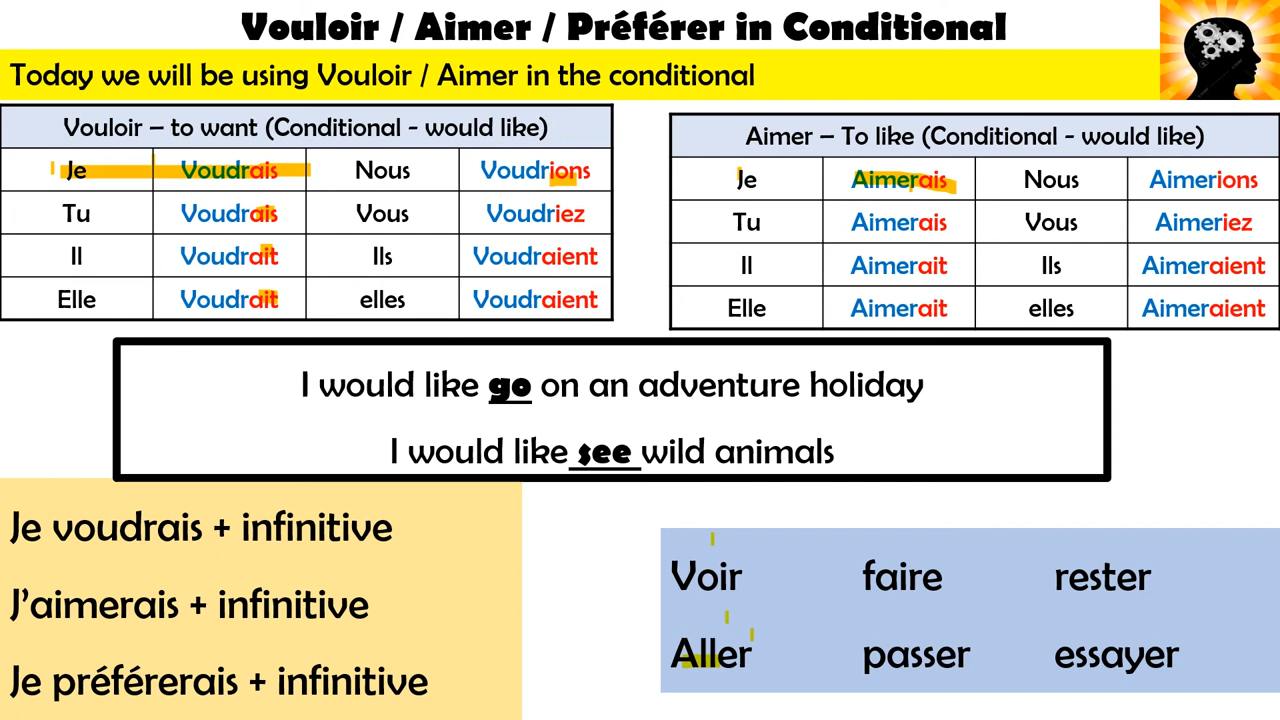 Vouloir / Aimer / Préférer in Conditional
Today we will be using Vouloir / Aimer in the conditional
Vouloir – to want (Conditional - would like)
Je Voudrais Nous Voudrions
Tu Voudrais Vous Voudriez
Il Voudrait Ils Voudraient
Elle Voudrait elles Voudraient
Aimer – To like (Conditional - would like)
Je Aimerais Nous Aimerions
Tu Aimerais Vous Aimeriez
Il Aimerait Ils Aimeraient
Elle Aimerait elles Aimeraient
I would like go on an adventure holiday
I would like see wild animals
Je voudrais + infinitive
J’aimerais + infinitive
Je préférerais + infinitive
Voir faire rester
Aller passer essayer